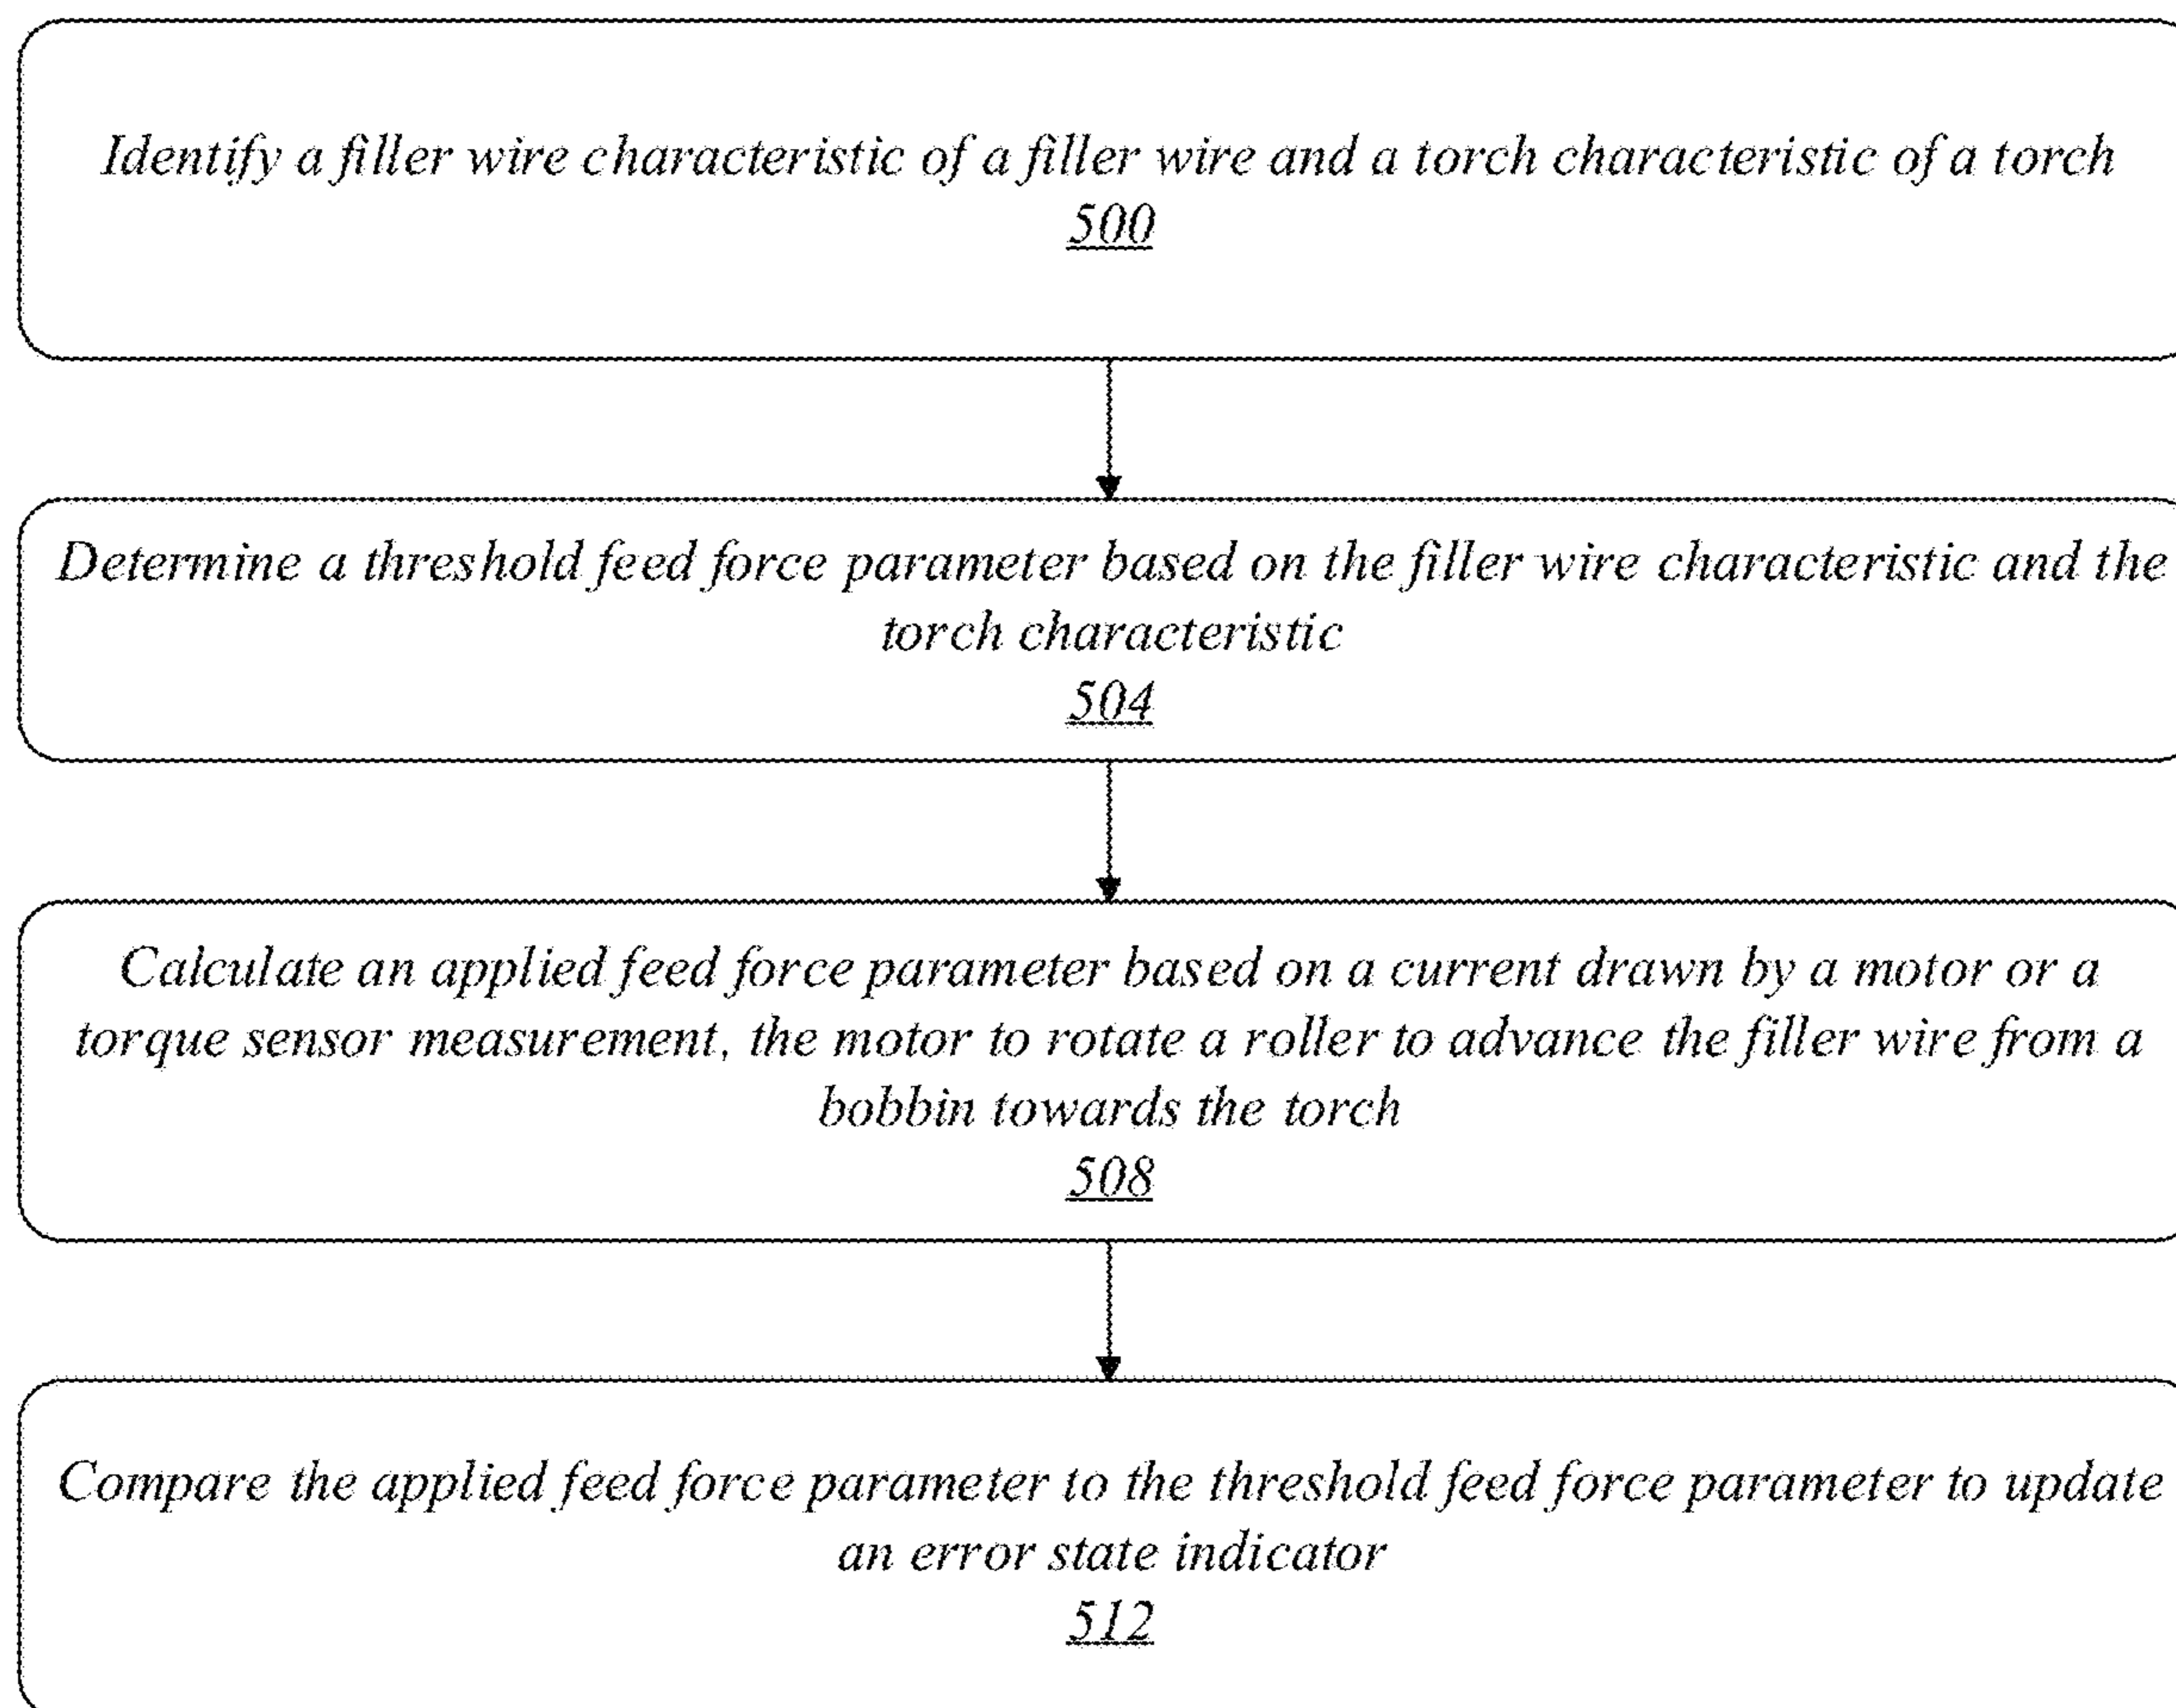 Identify a filler wire characteristic of a filler wire and a torch characteristic of a torch
500
Determine a threshold feed force parameter based on the filler wire characteristic and the
torch characteristic
504
Calculate an applied feed force parameter based on a current drawn by a motor or a
torque sensor measurement, the motor to rotate a roller to advance the filler wire from a
bobbin towards the torch
508
Compare the applied feed force parameter to the threshold feed force parameter to update
an error state indicator
512